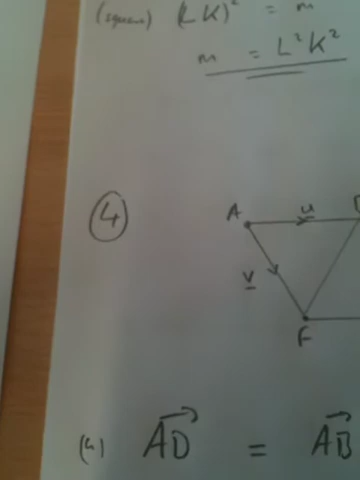 (square) (LK)² = m
m = L²K²
④
A u
v
F
(a) AD = AB